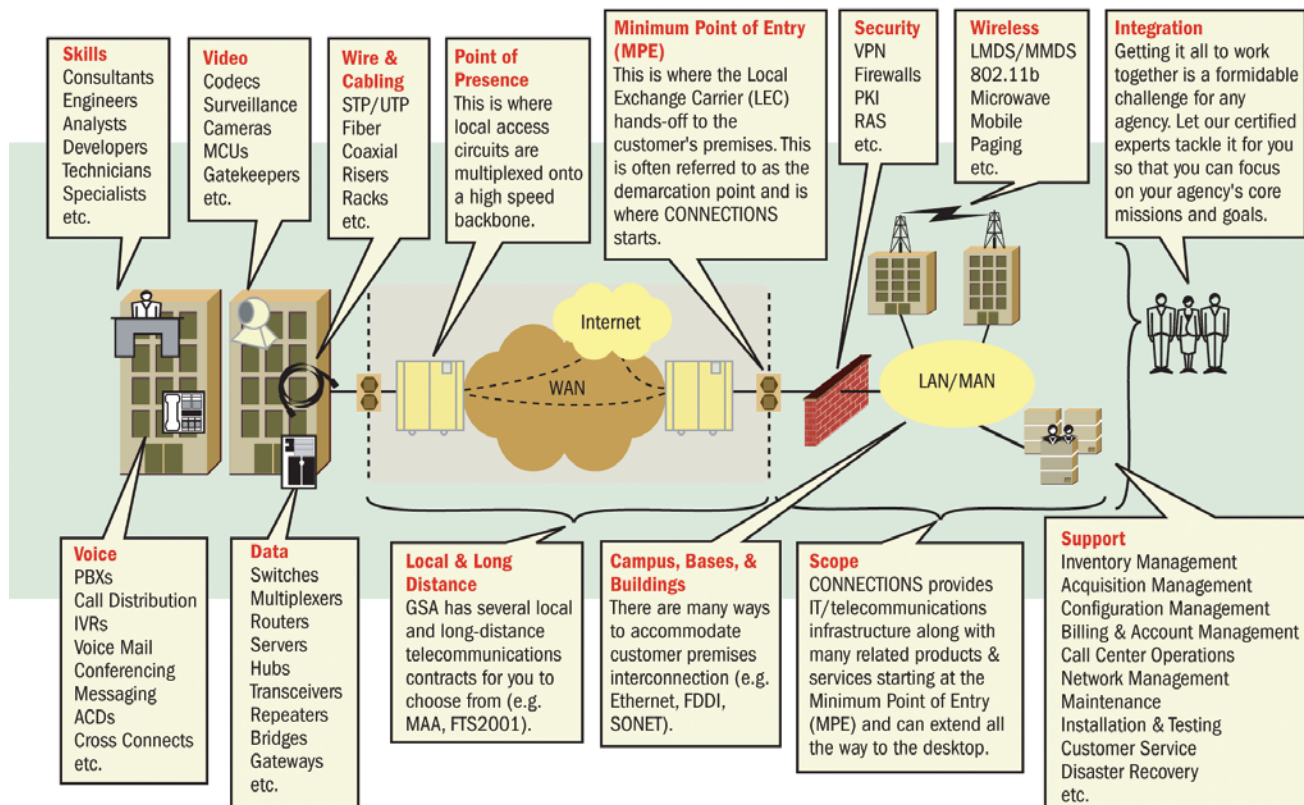 Skills
Consultants
Engineers
Analysts
Developers
Technicians
Specialists
etc.
Video
Codecs
Surveillance
Cameras
MCUs
Gatekeepers
etc.
Wire &
Cabling
STP/UTP
Fiber
Coaxial
Risers
Racks
etc.
Point of
Presence
This is where
local access
circuits are
multiplexed onto
a high speed
backbone.
Minimum Point of Entry
(MPE)
This is where the Local
Exchange Carrier (LEC)
hands-off to the
customer's premises. This
is often referred to as the
demarcation point and is
where CONNECTIONS
starts.
Security
VPN
Firewalls
PKI
RAS
etc.
Wireless
LMDS/MMDS
802.11b
Microwave
Mobile
Paging
etc.
Integration
Getting it all to work
together is a formidable
challenge for any
agency. Let our certified
experts tackle it for you
so that you can focus
on your agency's core
missions and goals.
Internet
WAN
LAN/MAN
Voice
PBXs
Call Distribution
IVRs
Voice Mail
Conferencing
Messaging
ACDs
Cross Connects
etc.
Data
Switches
Multiplexers
Routers
Servers
Hubs
Transceivers
Repeaters
Bridges
Gateways
etc.
Local & Long
Distance
GSA has several local
and long-distance
telecommunications
contracts for you to
choose from (e.g.
MAA, FTS2001).
Campus, Bases, &
Buildings
There are many ways
to accommodate
customer premises
interconnection (e.g.
Ethernet, FDDI,
SONET).
Scope
CONNECTIONS provides
IT/telecommunications
infrastructure along with
many related products &
services starting at the
Minimum Point of Entry
(MPE) and can extend all
the way to the desktop.
Support
Inventory Management
Acquisition Management
Configuration Management
Billing & Account Management
Call Center Operations
Network Management
Maintenance
Installation & Testing
Customer Service
Disaster Recovery
etc.